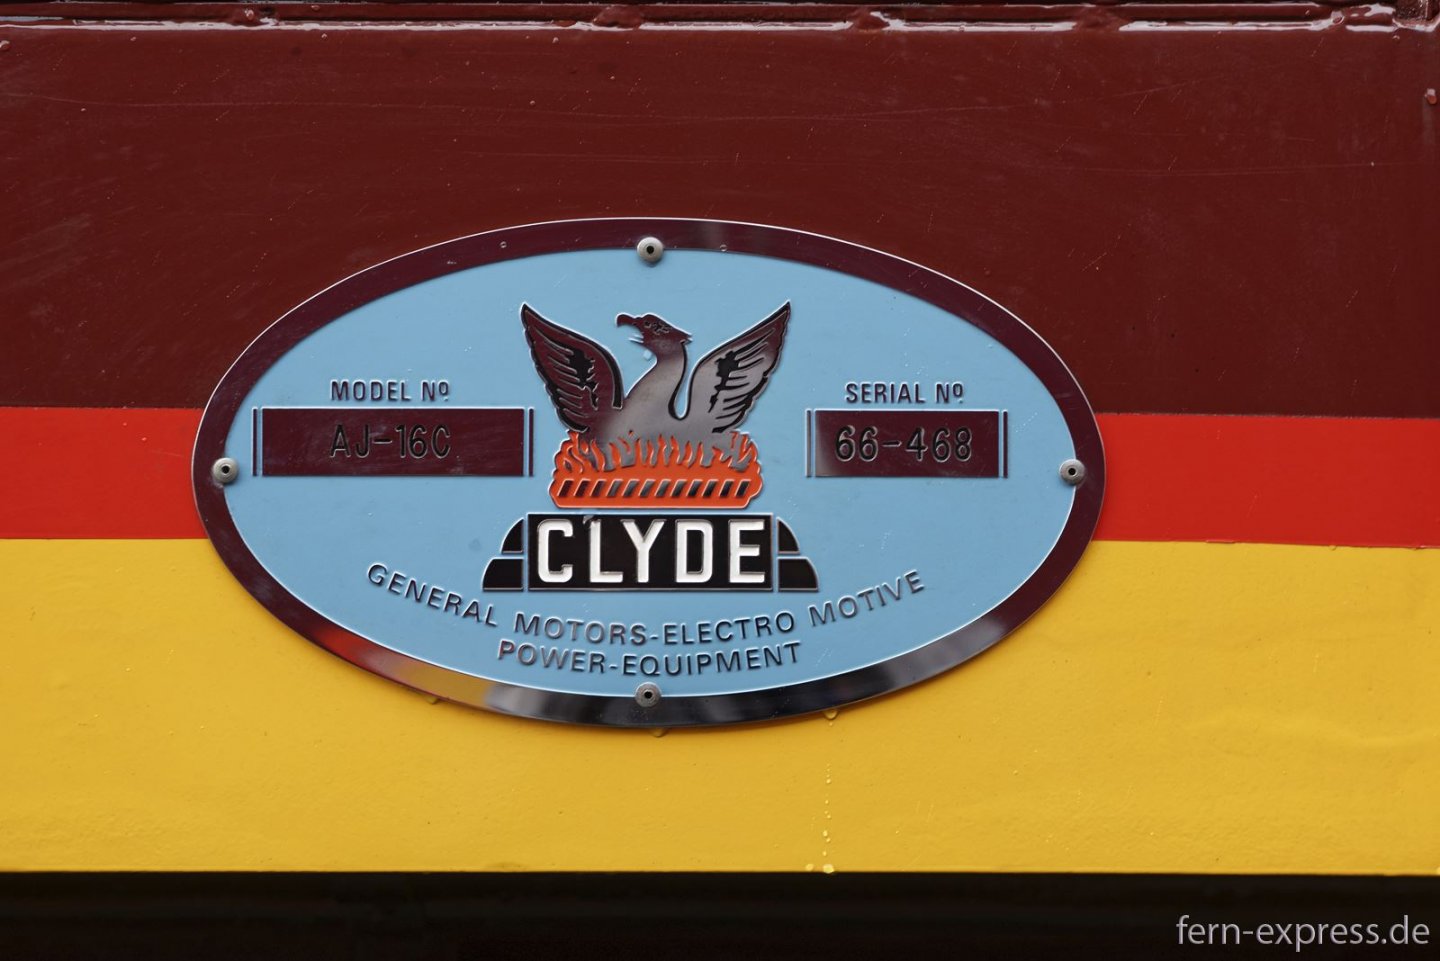 MODEL Nº
AJ-16C
SERIAL Nº
66-468
CLYDE
GENERAL MOTORS-ELECTRO MOTIVE
POWER-EQUIPMENT
fern-express.de